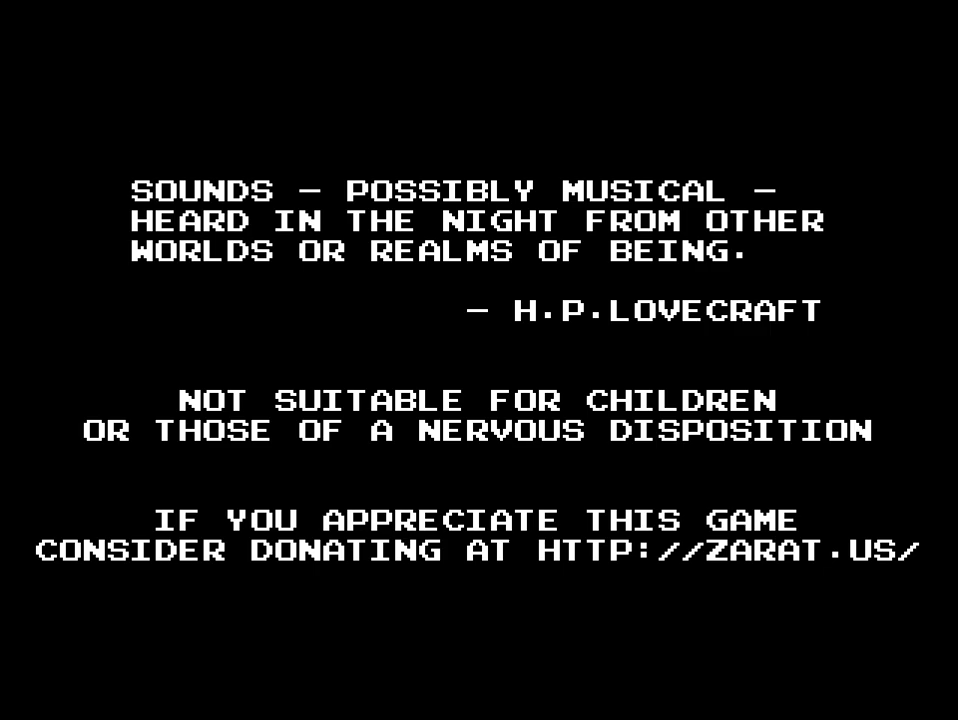 SOUNDS – POSSIBLY MUSICAL –
HEARD IN THE NIGHT FROM OTHER
WORLDS OR REALMS OF BEING.
– H.P.LOVECRAFT
NOT SUITABLE FOR CHILDREN
OR THOSE OF A NERVOUS DISPOSITION
IF YOU APPRECIATE THIS GAME
CONSIDER DONATING AT HTTP://ZARAT.US/